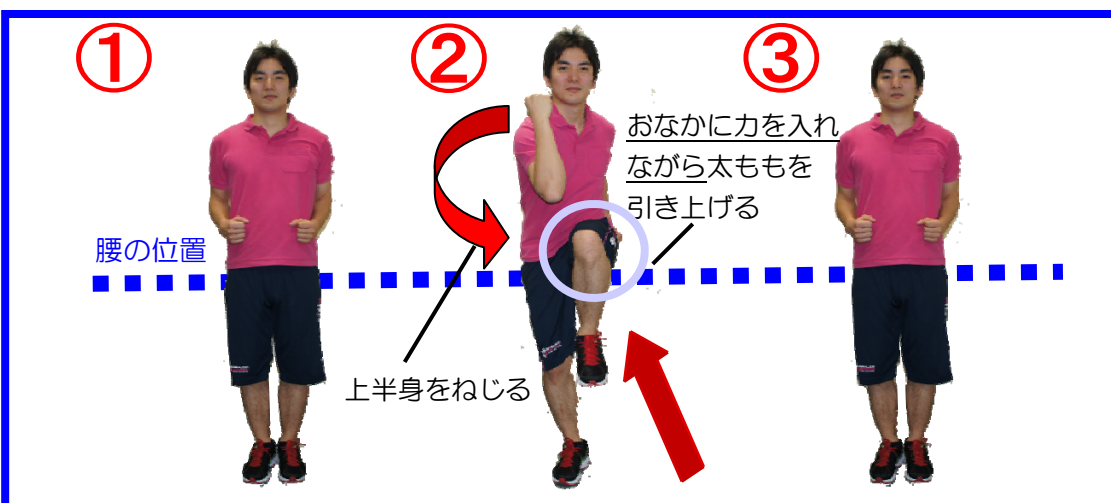 ①
②
③
おなかに力を入れ
ながら太ももを
引き上げる
腰の位置
上半身をねじる